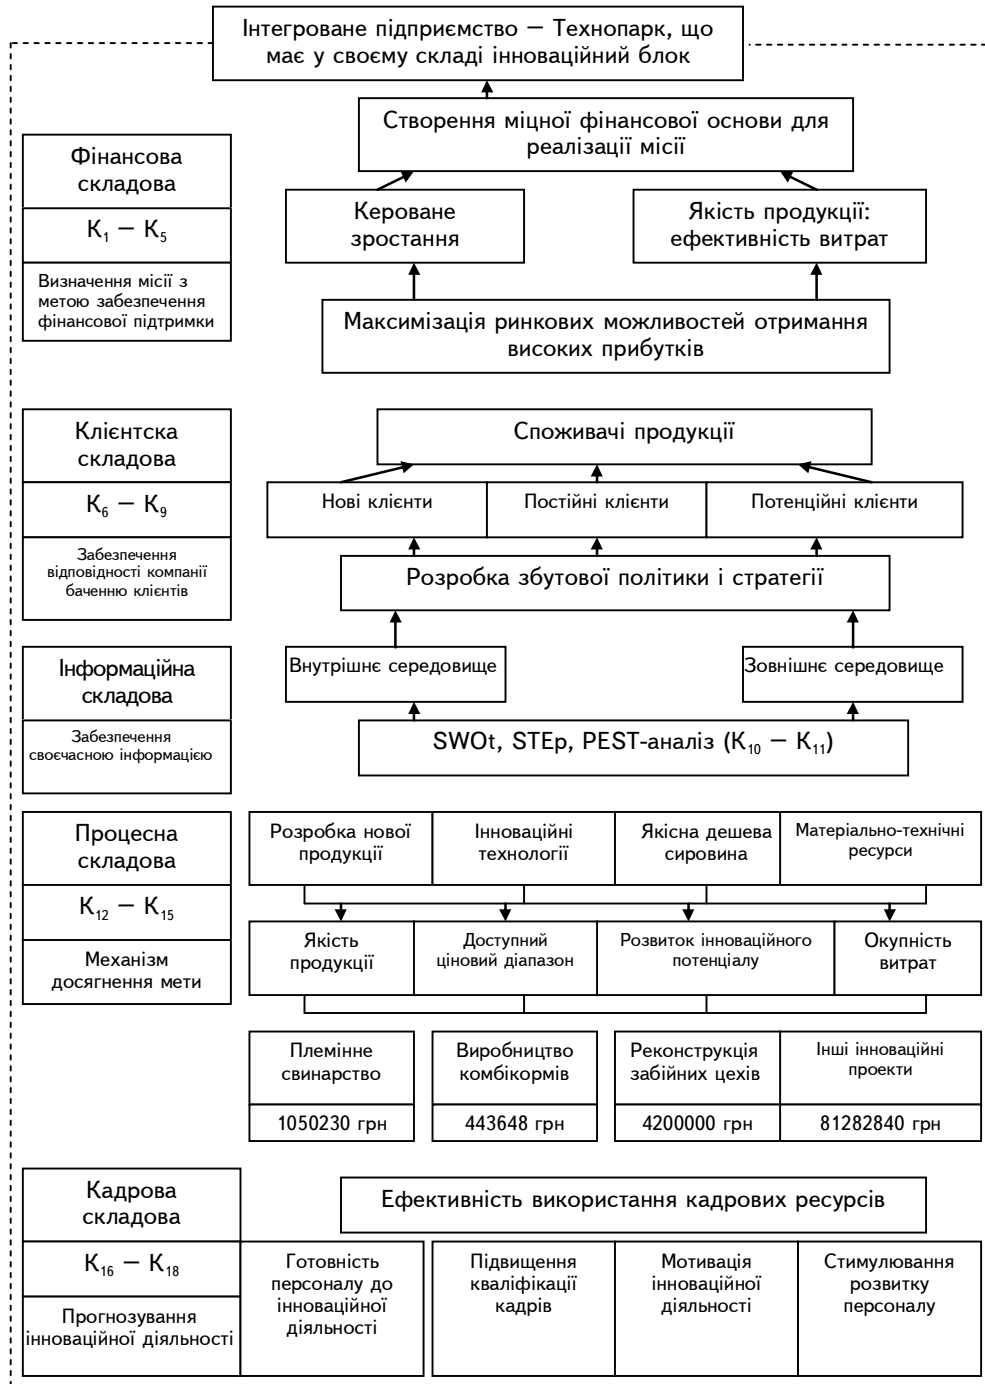 Інтегроване підприємство – Технопарк, що
має у своєму складі інноваційний блок
Створення міцної фінансової основи для
реалізації місії
Фінансова
складова
К₁ – К₅
Визначення місії з
метою забезпечення
фінансової підтримки
Кероване
зростання
Якість продукції:
ефективність витрат
Максимізація ринкових можливостей отримання
високих прибутків
Клієнтска
складова
К₆ – К₉
Забезпечення
відповідності компанії
баченню клієнтів
Споживачі продукції
Нові клієнти
Постійні клієнти
Потенційні клієнти
Розробка збутової політики і стратегії
Інформаційна
складова
Забезпечення
своєчасною інформацією
Внутрішнє середовище
Зовнішнє середовище
SWOt, STEp, PEST-аналіз (К₁₀ – К₁₁)
Процесна
складова
К₁₂ – К₁₅
Механізм
досягнення мети
Розробка нової
продукції
Інноваційні
технології
Якісна дешева
сировина
Матеріально-технічні
ресурси
Якість
продукції
Доступний
ціновий діапазон
Розвиток інноваційного
потенціалу
Окупність
витрат
Племінне
свинарство
1050230 грн
Виробництво
комбікормів
443648 грн
Реконструкція
забійних цехів
4200000 грн
Інші інноваційні
проекти
81282840 грн
Кадрова
складова
К₁₆ – К₁₈
Прогнозування
інноваційної діяльності
Ефективність використання кадрових ресурсів
Готовність
персоналу до
інноваційної
діяльності
Підвищення
кваліфікації
кадрів
Мотивація
інноваційної
діяльності
Стимулювання
розвитку
персоналу